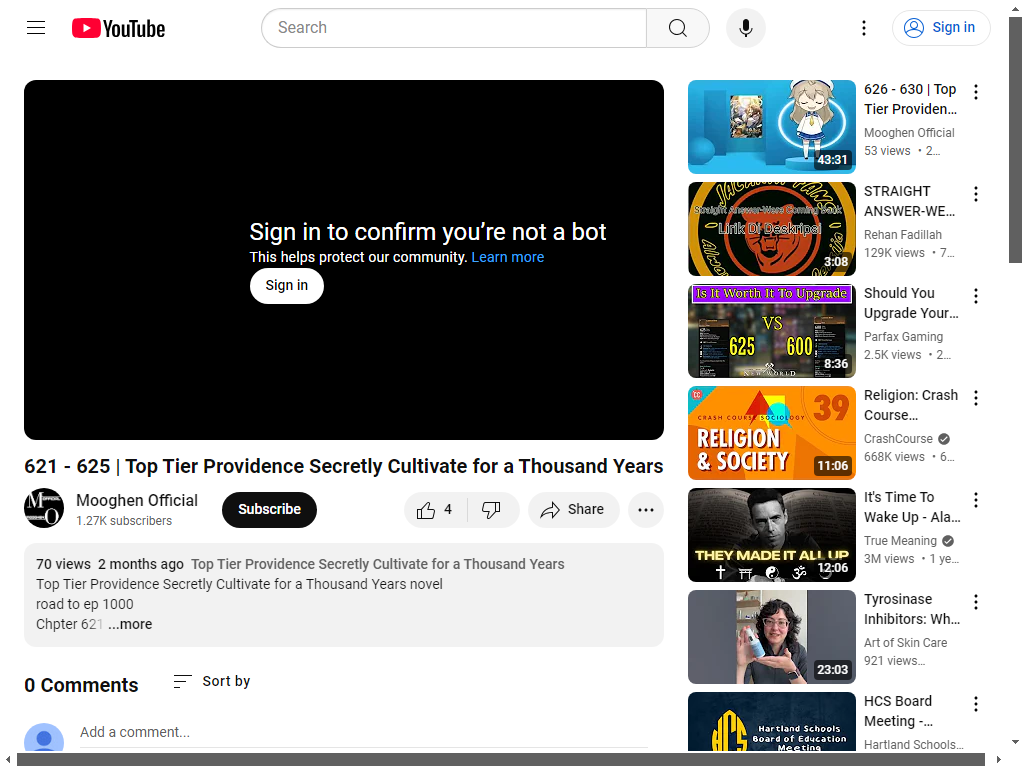 YouTube
Search
Sign in
Sign in to confirm you’re not a bot
This helps protect our community. Learn more
Sign in
621 - 625 | Top Tier Providence Secretly Cultivate for a Thousand Years
Mooghen Official
1.27K subscribers
Subscribe
4
Share
70 views 2 months ago Top Tier Providence Secretly Cultivate for a Thousand Years
Top Tier Providence Secretly Cultivate for a Thousand Years novel
road to ep 1000
Chpter 621 ...more
0 Comments
Sort by
Add a comment...
43:31
626 - 630 | Top
Tier Providen...
Mooghen Official
53 views • 2...
Straight Answer-Were Coming Back
Lirik Di Deskripsi
3:08
STRAIGHT
ANSWER-WE...
Rehan Fadillah
129K views • 7...
Is It Worth It To Upgrade
VS
625
600
NEW WORLD
8:36
Should You
Upgrade Your...
Parfax Gaming
2.5K views • 2...
CC
39
CRASH COURSE SOCIOLOGY
RELIGION
& SOCIETY
11:06
Religion: Crash
Course...
CrashCourse
668K views • 6...
THEY MADE IT ALL UP
12:06
It's Time To
Wake Up - Ala...
True Meaning
3M views • 1 ye...
23:03
Tyrosinase
Inhibitors: Wh...
Art of Skin Care
921 views...
HCS
Hartland Schools
Board of Education
Meeting
HCS Board
Meeting -...
Hartland Schools...